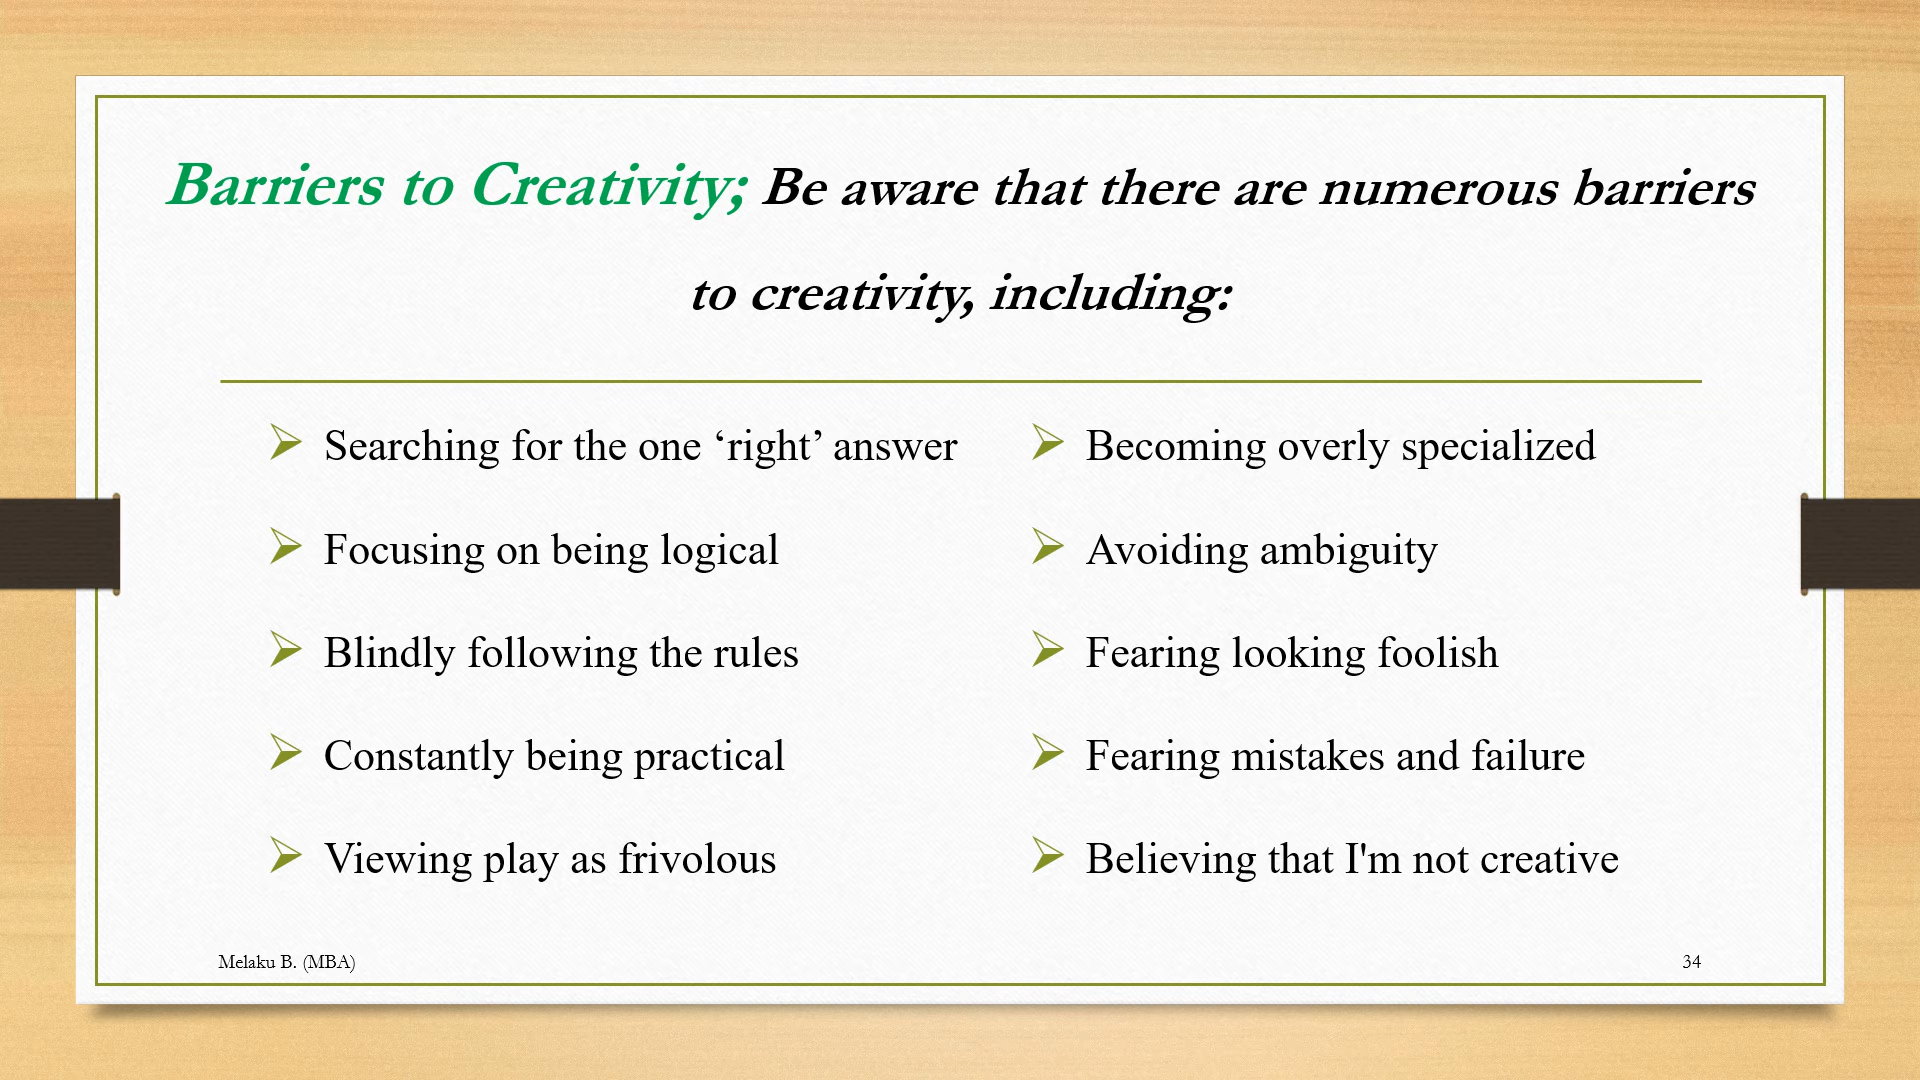 Barriers to Creativity; Be aware that there are numerous barriers
to creativity, including:
Searching for the one ‘right’ answer
Focusing on being logical
Blindly following the rules
Constantly being practical
Viewing play as frivolous
Becoming overly specialized
Avoiding ambiguity
Fearing looking foolish
Fearing mistakes and failure
Believing that I'm not creative
Melaku B. (MBA)
34